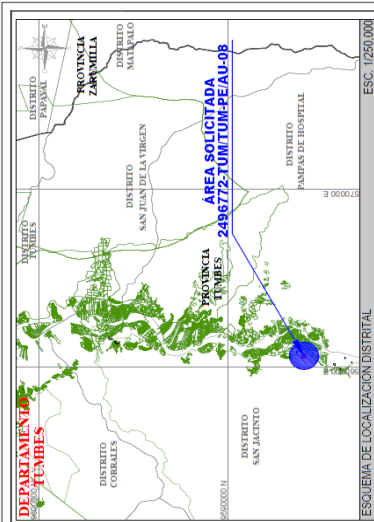 DEPARTAMENTO
TUMBES
DISTRITO
TUMBES
DISTRITO
PAPAYAL
PROVINCIA
ZARUMILLA
DISTRITO
MATAPALO
DISTRITO
CORRALES
DISTRITO
SAN JUAN DE LA VIRGEN
PROVINCIA
TUMBES
ÁREA SOLICITADA
2496772-TUM/TUM-PE/AU-08
DISTRITO
SAN JACINTO
DISTRITO
PAMPAS DE HOSPITAL
ESQUEMA DE LOCALIZACIÓN DISTRITAL
ESC. 1/250,000